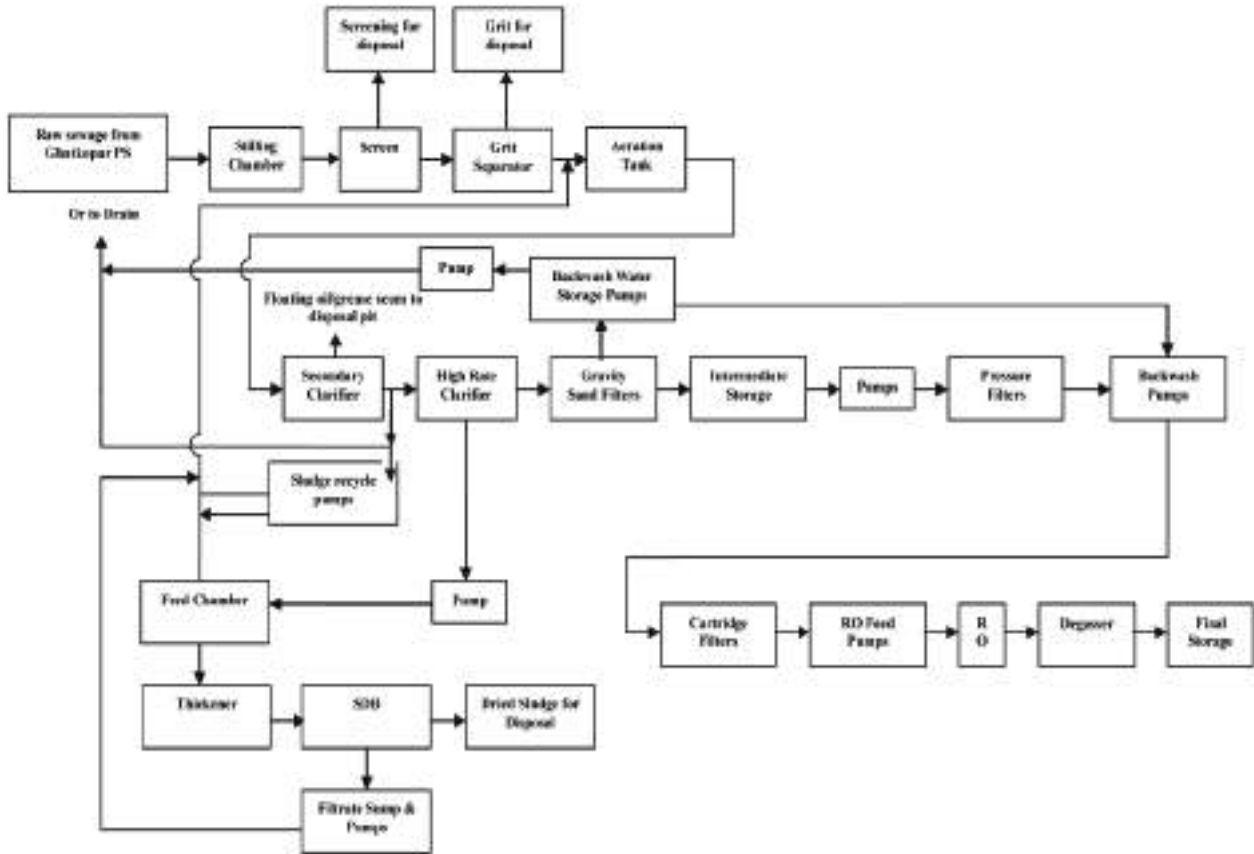 Screening for
disposal
Grit for
disposal
Raw sewage from
Ghatkopar PS
Stilling
Chamber
Screen
Grit
Separator
Aeration
Tank
Or to Drain
Pump
Backwash Water
Storage Pumps
Floating oil/grease scum to
disposal pit
Secondary
Clarifier
High Rate
Clarifier
Gravity
Sand Filters
Intermediate
Storage
Pumps
Pressure
Filters
Backwash
Pumps
Sludge recycle
pumps
Feed Chamber
Pump
Cartridge
Filters
RO Feed
Pumps
R
O
Degasser
Final
Storage
Thickener
SDB
Dried Sludge for
Disposal
Filtrate Sump &
Pumps